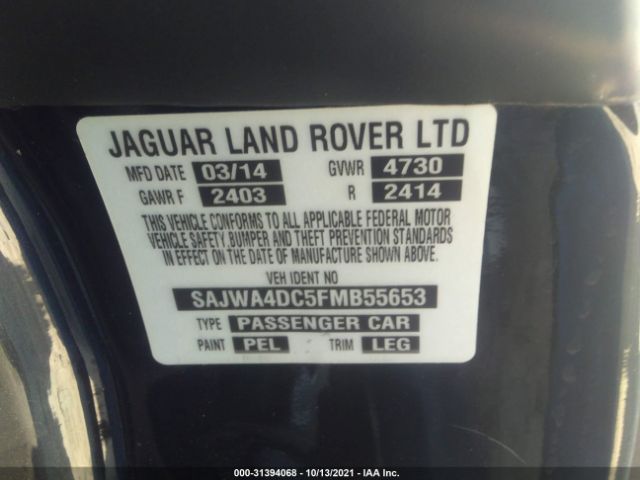 JAGUAR LAND ROVER LTD
MFD DATE 03/14 GVWR 4730
GAWR F 2403 R 2414
THIS VEHICLE CONFORMS TO ALL APPLICABLE FEDERAL MOTOR
VEHICLE SAFETY, BUMPER AND THEFT PREVENTION STANDARDS
IN EFFECT ON THE DATE OF MANUFACTURE SHOWN ABOVE.
VEH IDENT NO
SAJWA4DC5FMB55653
TYPE PASSENGER CAR
PAINT PEL TRIM LEG
000-31394068 - 10/13/2021 - IAA Inc.